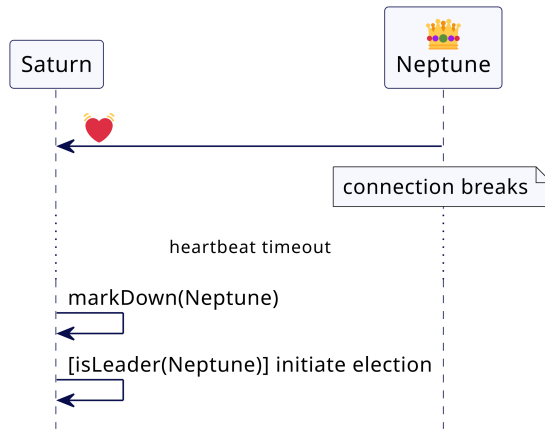 Saturn
Neptune
connection breaks
heartbeat timeout
markDown(Neptune)
[isLeader(Neptune)] initiate election